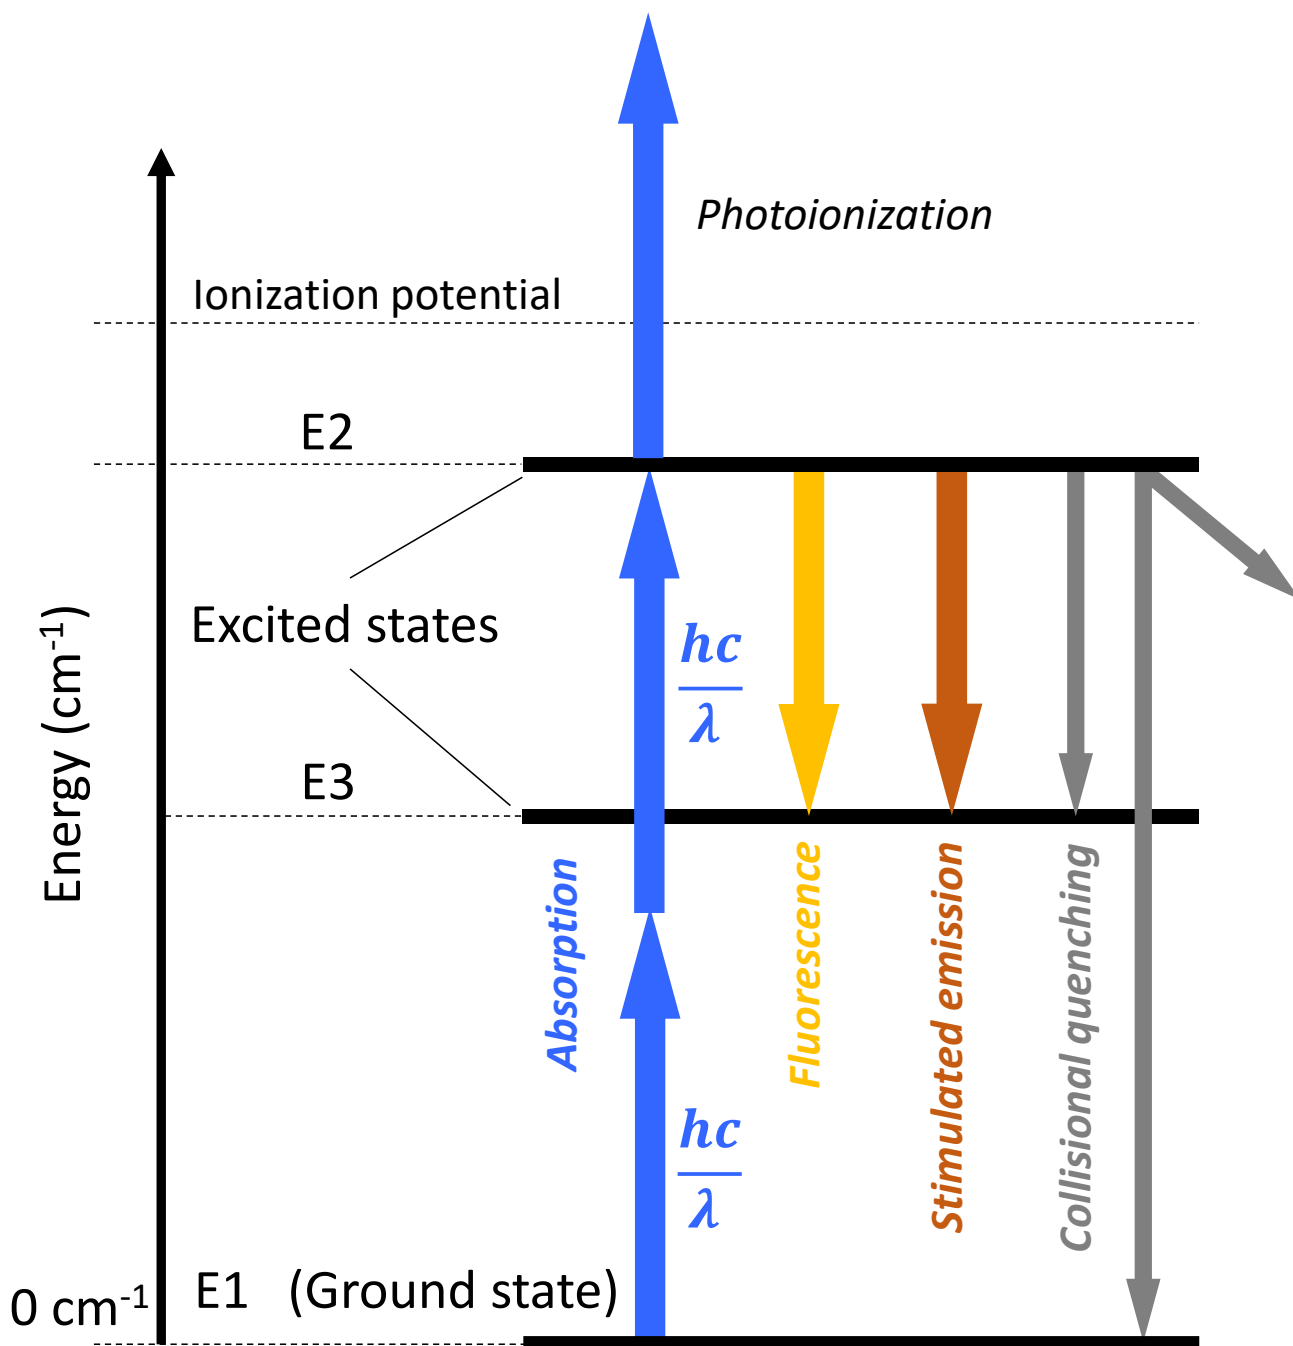 Photoionization
Ionization potential
E2
Excited states
hc
λ
E3
Energy (cm⁻¹)
Absorption
Fluorescence
Stimulated emission
Collisional quenching
hc
λ
E1 (Ground state)
0 cm⁻¹